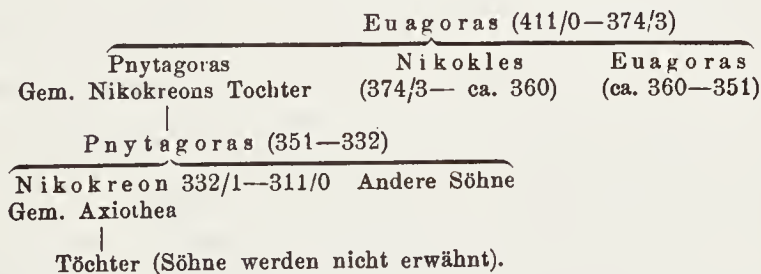 Euagoras (411/0—374/3)
Pnytagoras Nikokles Euagoras
Gem. Nikokreons Tochter (374/3— ca. 360) (ca. 360—351)
Pnytagoras (351—332)
Nikokreon 332/1—311/0 Andere Söhne
Gem. Axiothea
Töchter (Söhne werden nicht erwähnt).